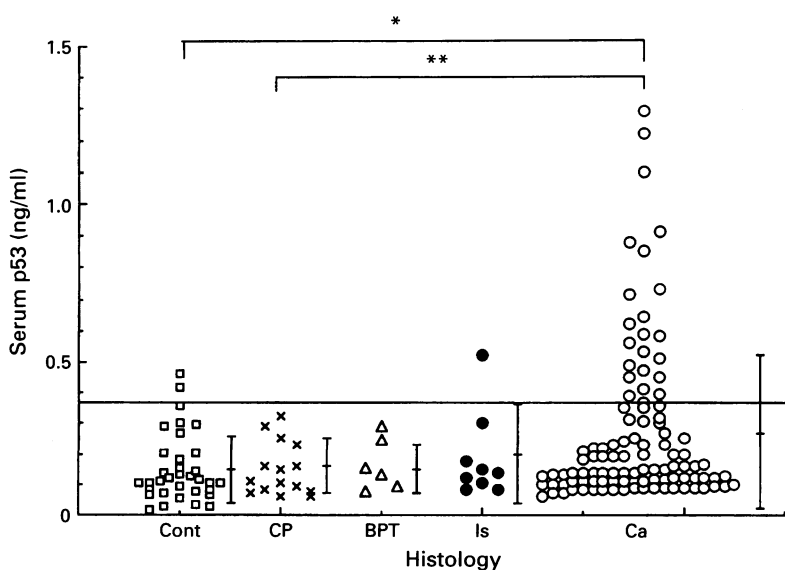 *
**
1.5
1.0
0.5
0
Serum p53 (ng/ml)
Cont CP BPT Is Ca
Histology